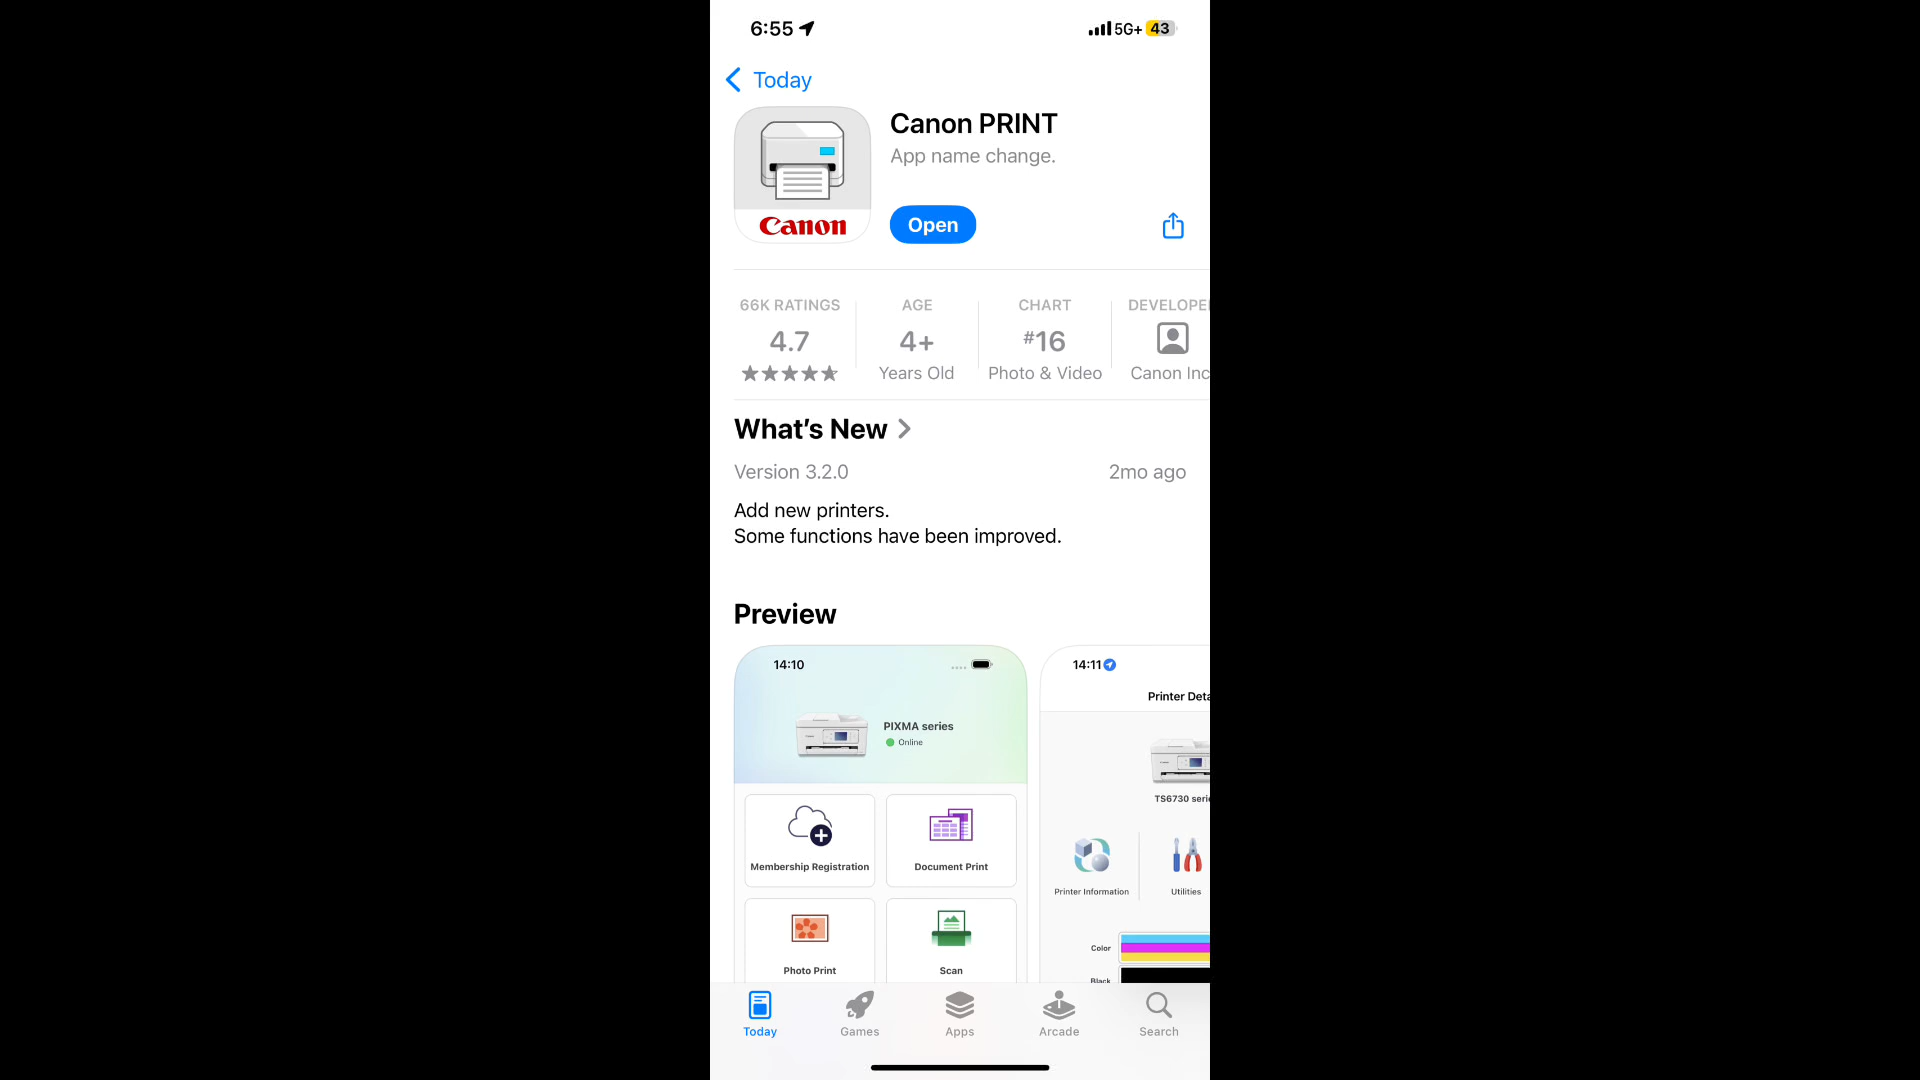 6:55
5G+ 43
Today
Canon PRINT
App name change.
Canon
Open
66K RATINGS
4.7
AGE
4+
Years Old
CHART
#16
Photo & Video
DEVELOPE
Canon Inc
What's New
Version 3.2.0
2mo ago
Add new printers.
Some functions have been improved.
Preview
14:10
PIXMA series
Online
Membership Registration
Document Print
Photo Print
Scan
14:11
Printer Deta
TS6730 seri
Printer Information
Utilities
Color
Black
Today
Games
Apps
Arcade
Search